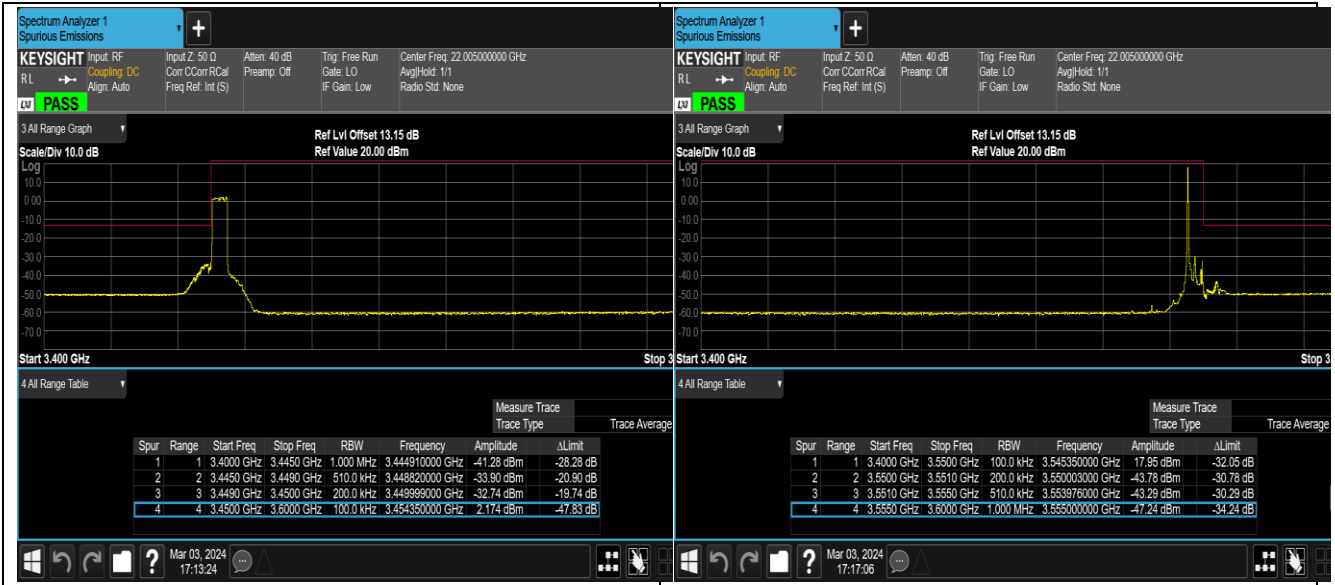 Spectrum Analyzer 1
Spurious Emissions
+
KEYSIGHT Input: RF Input Z: 50 Ω Atten: 40 dB Trig: Free Run Center Freq: 22.005000000 GHz
RL Coupling: DC Corr CCorr RCal Preamp: Off Gate: LO Avg|Hold: 1/1
Align: Auto Freq Ref: Int (S) IF Gain: Low Radio Std: None
LXI PASS
3 All Range Graph
Ref Lvl Offset 13.15 dB
Scale/Div 10.0 dB Ref Value 20.00 dBm
Log
10.0
0.00
-10.0
-20.0
-30.0
-40.0
-50.0
-60.0
-70.0
Start 3.400 GHz Stop 3
4 All Range Table
Measure Trace
Trace Type Trace Average
Spur Range Start Freq Stop Freq RBW Frequency Amplitude ΔLimit
1 1 3.4000 GHz 3.4450 GHz 1.000 MHz 3.444910000 GHz -41.28 dBm -28.28 dB
2 2 3.4450 GHz 3.4490 GHz 510.0 kHz 3.448820000 GHz -33.90 dBm -20.90 dB
3 3 3.4490 GHz 3.4500 GHz 200.0 kHz 3.449999000 GHz -32.74 dBm -19.74 dB
4 4 3.4500 GHz 3.6000 GHz 100.0 kHz 3.454350000 GHz 2.174 dBm -47.83 dB
?
Mar 03, 2024
17:13:24
Spectrum Analyzer 1
Spurious Emissions
+
KEYSIGHT Input: RF Input Z: 50 Ω Atten: 40 dB Trig: Free Run Center Freq: 22.005000000 GHz
RL Coupling: DC Corr CCorr RCal Preamp: Off Gate: LO Avg|Hold: 1/1
Align: Auto Freq Ref: Int (S) IF Gain: Low Radio Std: None
LXI PASS
3 All Range Graph
Ref Lvl Offset 13.15 dB
Scale/Div 10.0 dB Ref Value 20.00 dBm
Log
10.0
0.00
-10.0
-20.0
-30.0
-40.0
-50.0
-60.0
-70.0
Start 3.400 GHz Stop 3.
4 All Range Table
Measure Trace
Trace Type Trace Average
Spur Range Start Freq Stop Freq RBW Frequency Amplitude ΔLimit
1 1 3.4000 GHz 3.5500 GHz 100.0 kHz 3.545350000 GHz 17.95 dBm -32.05 dB
2 2 3.5500 GHz 3.5510 GHz 200.0 kHz 3.550003000 GHz -43.78 dBm -30.78 dB
3 3 3.5510 GHz 3.5550 GHz 510.0 kHz 3.553976000 GHz -43.29 dBm -30.29 dB
4 4 3.5550 GHz 3.6000 GHz 1.000 MHz 3.555000000 GHz -47.24 dBm -34.24 dB
?
Mar 03, 2024
17:17:06